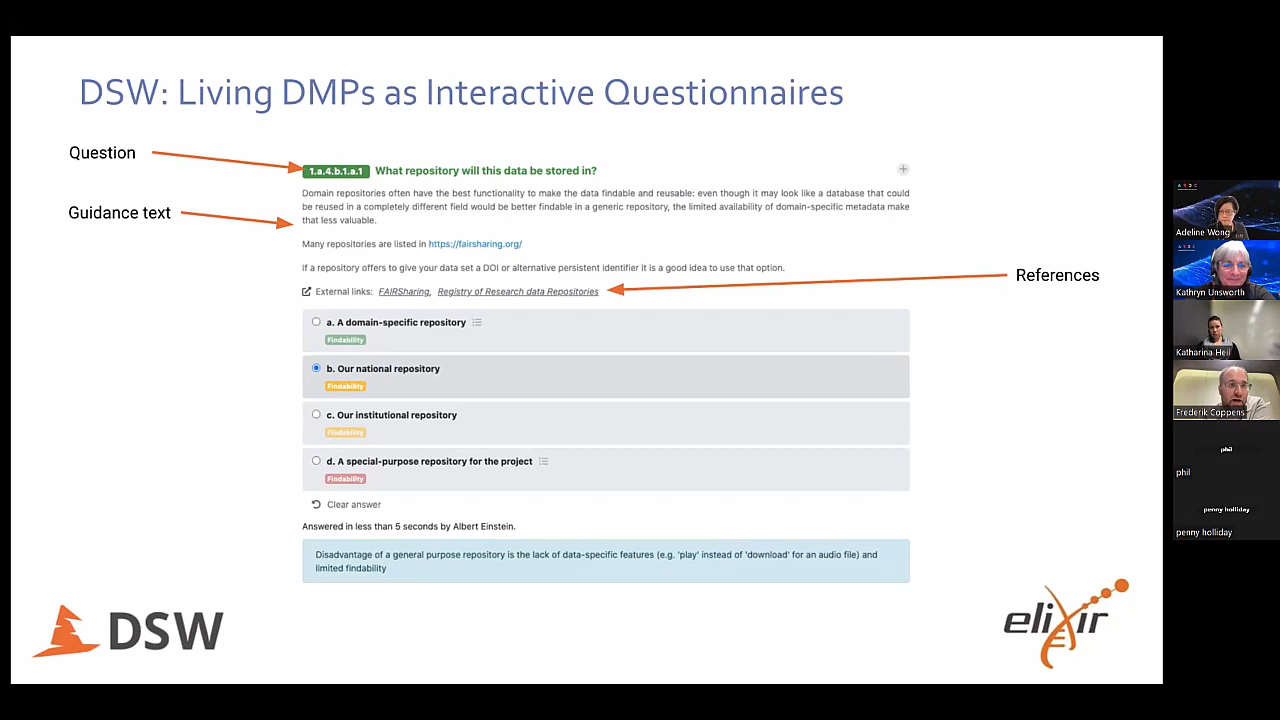 DSW: Living DMPs as Interactive Questionnaires
Question
Guidance text
References
1.a.4.b.1.a.1 What repository will this data be stored in?
Domain repositories often have the best functionality to make the data findable and reusable: even though it may look like a database that could
be reused in a completely different field would be better findable in a generic repository, the limited availability of domain-specific metadata make
that less valuable.
Many repositories are listed in https://fairsharing.org/
If a repository offers to give your data set a DOI or alternative persistent identifier it is a good idea to use that option.
External links: FAIRSharing, Registry of Research data Repositories
a. A domain-specific repository
Findability
b. Our national repository
Findability
c. Our institutional repository
Findability
d. A special-purpose repository for the project
Findability
Clear answer
Answered in less than 5 seconds by Albert Einstein.
Disadvantage of a general purpose repository is the lack of data-specific features (e.g. 'play' instead of 'download' for an audio file) and
limited findability
DSW
elixir
Adeline Wong
Kathryn Unsworth
Katharina Heil
Frederik Coppens
phil
phil
penny holliday
penny holliday